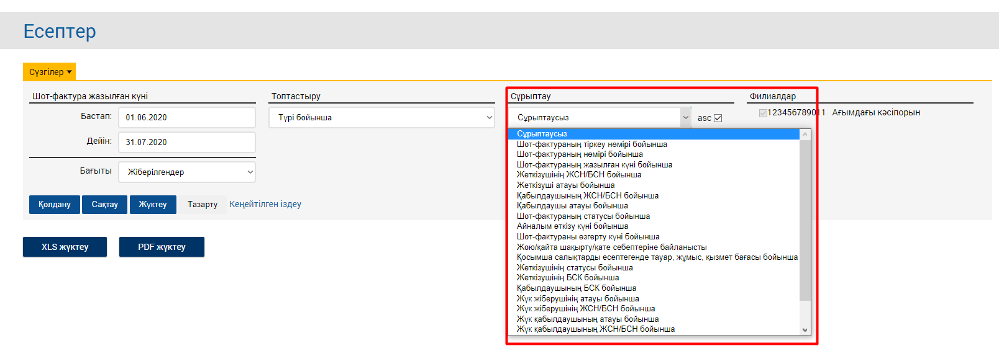 Есептер
Сүзгілер
Шот-фактура жазылған күні
Бастап: 01.06.2020
Дейін: 31.07.2020
Бағыты Жіберілгендер
Топтастыру
Түрі бойынша
Сұрыптау
Сұрыптаусыз asc
Филиалдар
123456789011 Ағымдағы кәсіпорын
Сұрыптаусыз
Шот-фактураның тіркеу нөмірі бойынша
Шот-фактураның нөмірі бойынша
Шот-фактураның жазылған күні бойынша
Жеткізушінің ЖСН/БСН бойынша
Жеткізуші атауы бойынша
Қабылдаушының ЖСН/БСН бойынша
Қабылдаушы атауы бойынша
Шот-фактураның статусы бойынша
Айналым өткізу күні бойынша
Шот-фактураны өзгерту күні бойынша
Жою/қайта шақырту/қате себептеріне байланысты
Қосымша салықтарды есептегенде тауар, жұмыс, қызмет бағасы бойынша
Жеткізушінің статусы бойынша
Жеткізушінің БСК бойынша
Қабылдаушының БСК бойынша
Жүк жіберушінің атауы бойынша
Жүк жіберушінің ЖСН/БСН бойынша
Жүк қабылдаушының атауы бойынша
Жүк қабылдаушының ЖСН/БСН бойынша
Қолдану Сақтау Жүктеу Тазарту Кеңейтілген іздеу
XLS жүктеу PDF жүктеу